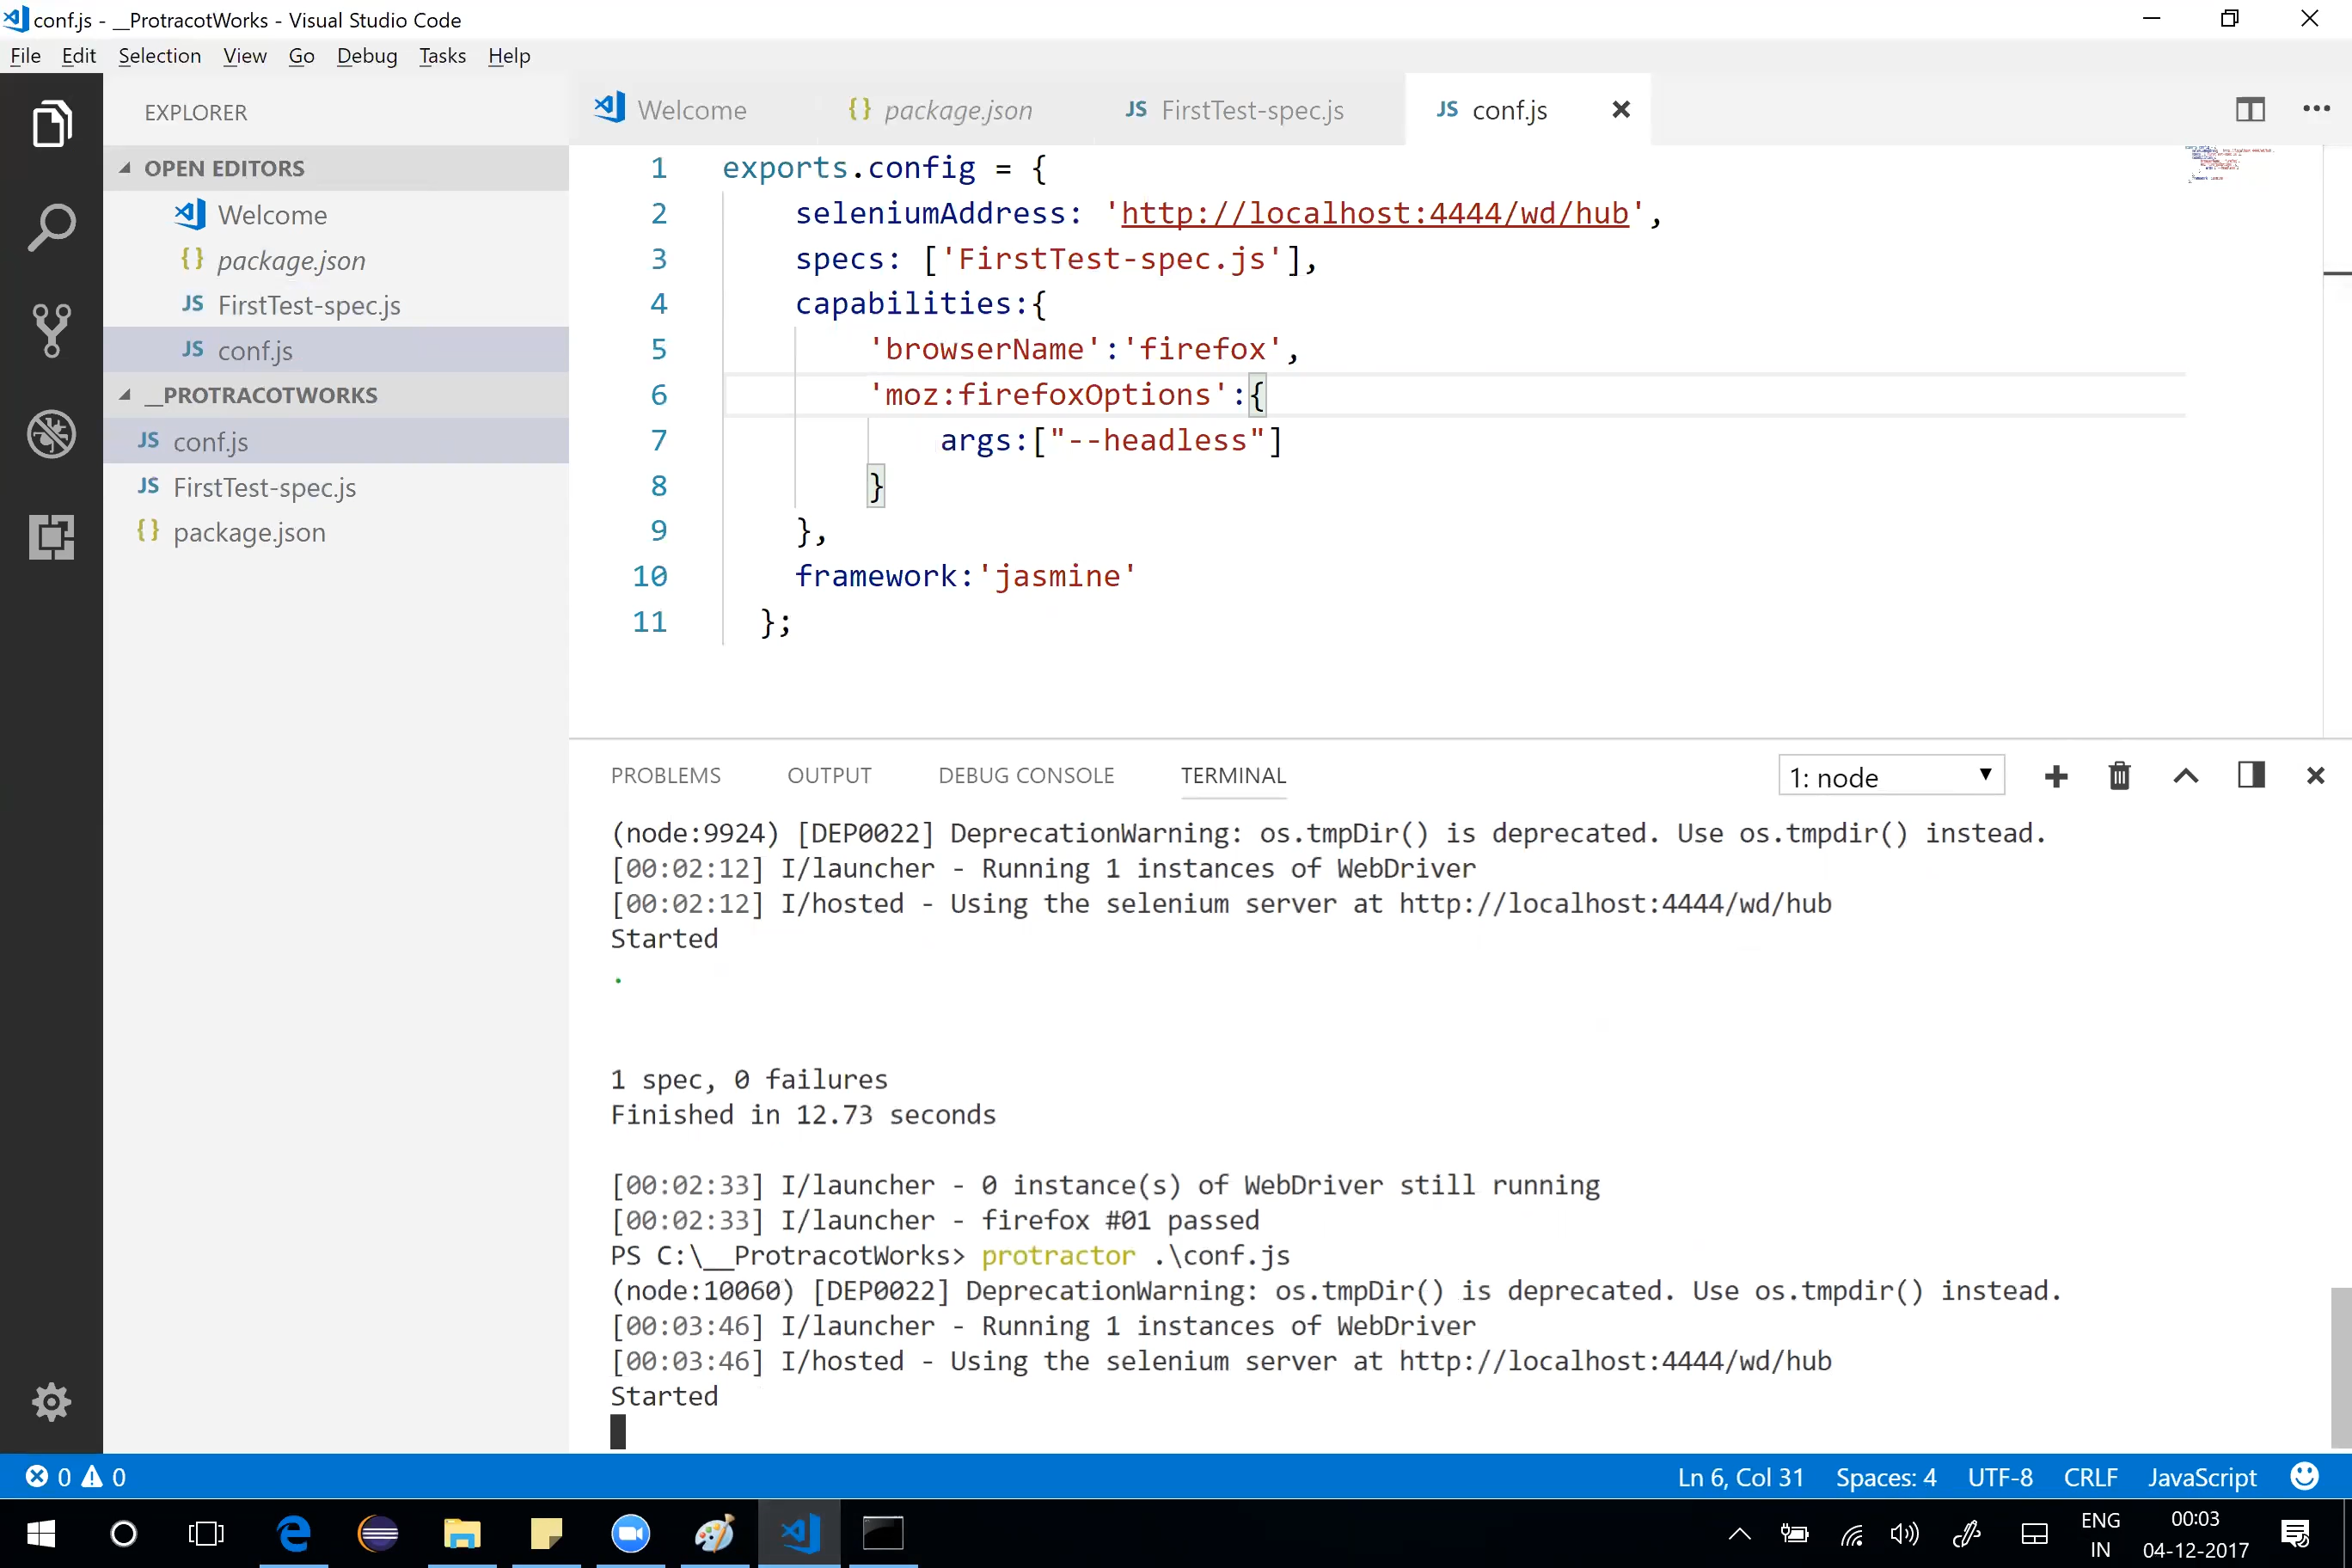 conf.js - __ProtracotWorks - Visual Studio Code
File Edit Selection View Go Debug Tasks Help
EXPLORER
OPEN EDITORS
Welcome
{} package.json
JS FirstTest-spec.js
JS conf.js
__PROTRACOTWORKS
JS conf.js
JS FirstTest-spec.js
{} package.json
Welcome {} package.json JS FirstTest-spec.js JS conf.js
1 exports.config = {
2 seleniumAddress: 'http://localhost:4444/wd/hub',
3 specs: ['FirstTest-spec.js'],
4 capabilities:{
5 'browserName':'firefox',
6 'moz:firefoxOptions':{
7 args:["--headless"]
8 }
9 },
10 framework:'jasmine'
11 };
PROBLEMS OUTPUT DEBUG CONSOLE TERMINAL 1: node
(node:9924) [DEP0022] DeprecationWarning: os.tmpDir() is deprecated. Use os.tmpdir() instead.
[00:02:12] I/launcher - Running 1 instances of WebDriver
[00:02:12] I/hosted - Using the selenium server at http://localhost:4444/wd/hub
Started
.
1 spec, 0 failures
Finished in 12.73 seconds
[00:02:33] I/launcher - 0 instance(s) of WebDriver still running
[00:02:33] I/launcher - firefox #01 passed
PS C:\__ProtracotWorks> protractor .\conf.js
(node:10060) [DEP0022] DeprecationWarning: os.tmpDir() is deprecated. Use os.tmpdir() instead.
[00:03:46] I/launcher - Running 1 instances of WebDriver
[00:03:46] I/hosted - Using the selenium server at http://localhost:4444/wd/hub
Started
0 0 Ln 6, Col 31 Spaces: 4 UTF-8 CRLF JavaScript
ENG
IN
00:03
04-12-2017